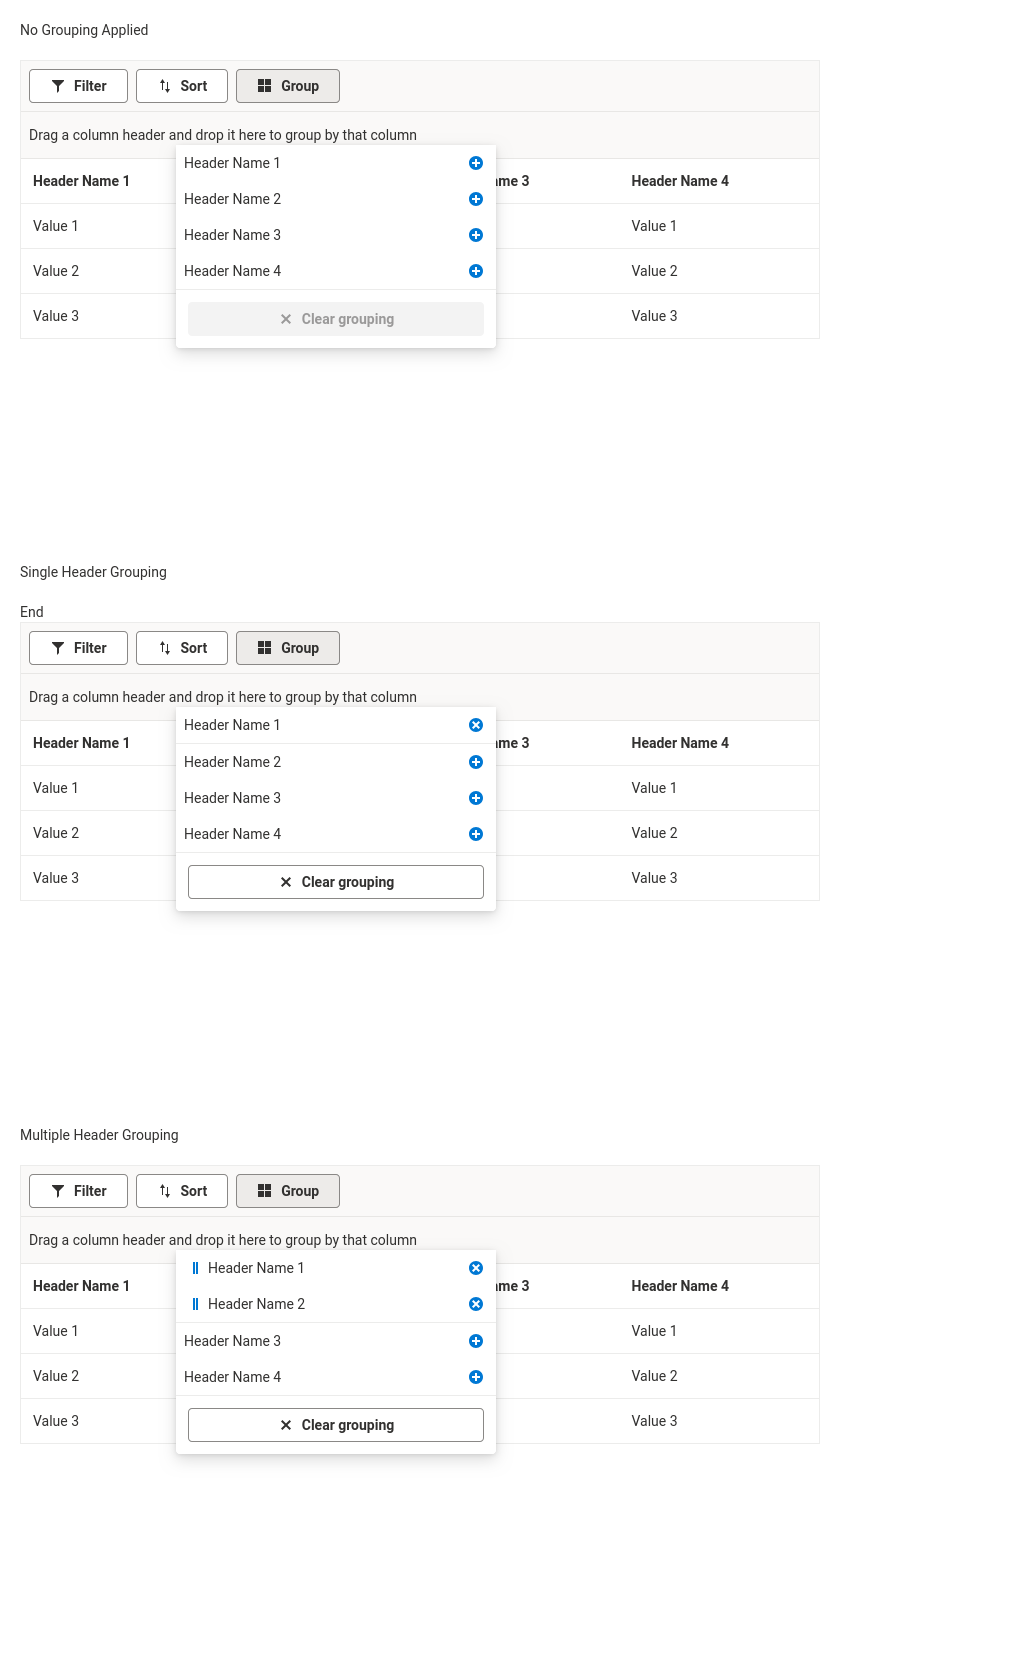 No Grouping Applied
Filter Sort Group
Drag a column header and drop it here to group by that column
Header Name 1
Header Name 1 me 3 Header Name 4
Header Name 2
Value 1 Value 1
Header Name 3
Value 2 Header Name 4 Value 2
Value 3 Clear grouping Value 3
Single Header Grouping
End
Filter Sort Group
Drag a column header and drop it here to group by that column
Header Name 1
Header Name 1 me 3 Header Name 4
Header Name 2
Value 1 Value 1
Header Name 3
Value 2 Header Name 4 Value 2
Value 3 Clear grouping Value 3
Multiple Header Grouping
Filter Sort Group
Drag a column header and drop it here to group by that column
Header Name 1
Header Name 1 me 3 Header Name 4
Header Name 2
Value 1 Value 1
Header Name 3
Value 2 Header Name 4 Value 2
Value 3 Clear grouping Value 3